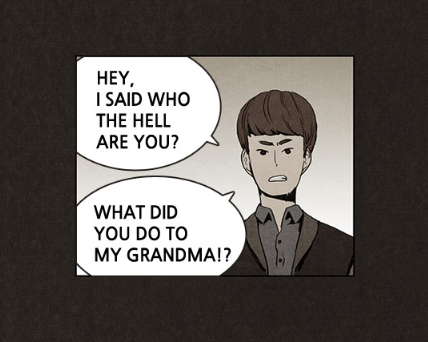 HEY,
I SAID WHO
THE HELL
ARE YOU?
WHAT DID
YOU DO TO
MY GRANDMA!?